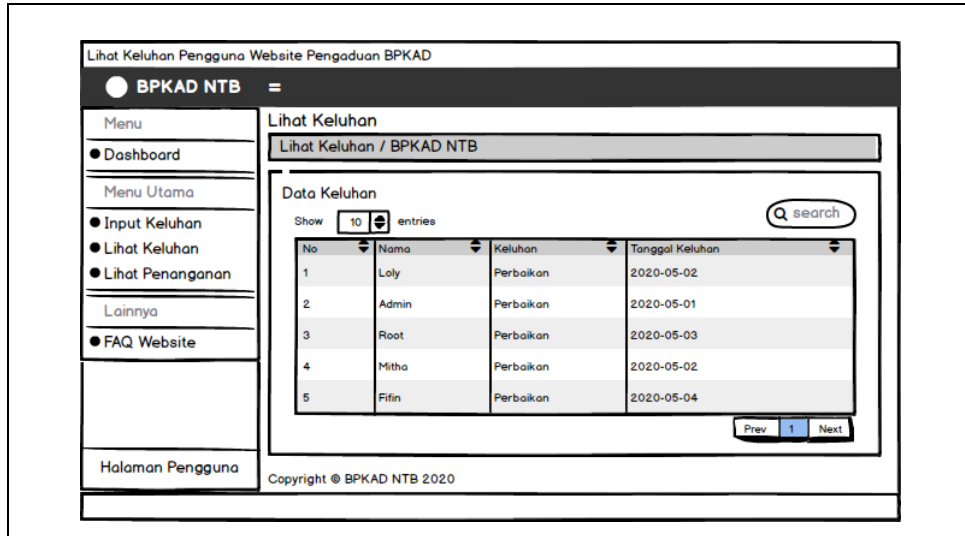 Lihat Keluhan Pengguna Website Pengaduan BPKAD
BPKAD NTB
Menu
Dashboard
Menu Utama
Input Keluhan
Lihat Keluhan
Lihat Penanganan
Lainnya
FAQ Website
Halaman Pengguna
Lihat Keluhan
Lihat Keluhan / BPKAD NTB
Data Keluhan
Show 10 entries
search
No Nama Keluhan Tanggal Keluhan
1 Loly Perbaikan 2020-05-02
2 Admin Perbaikan 2020-05-01
3 Root Perbaikan 2020-05-03
4 Mitha Perbaikan 2020-05-02
5 Fifin Perbaikan 2020-05-04
Prev 1 Next
Copyright © BPKAD NTB 2020